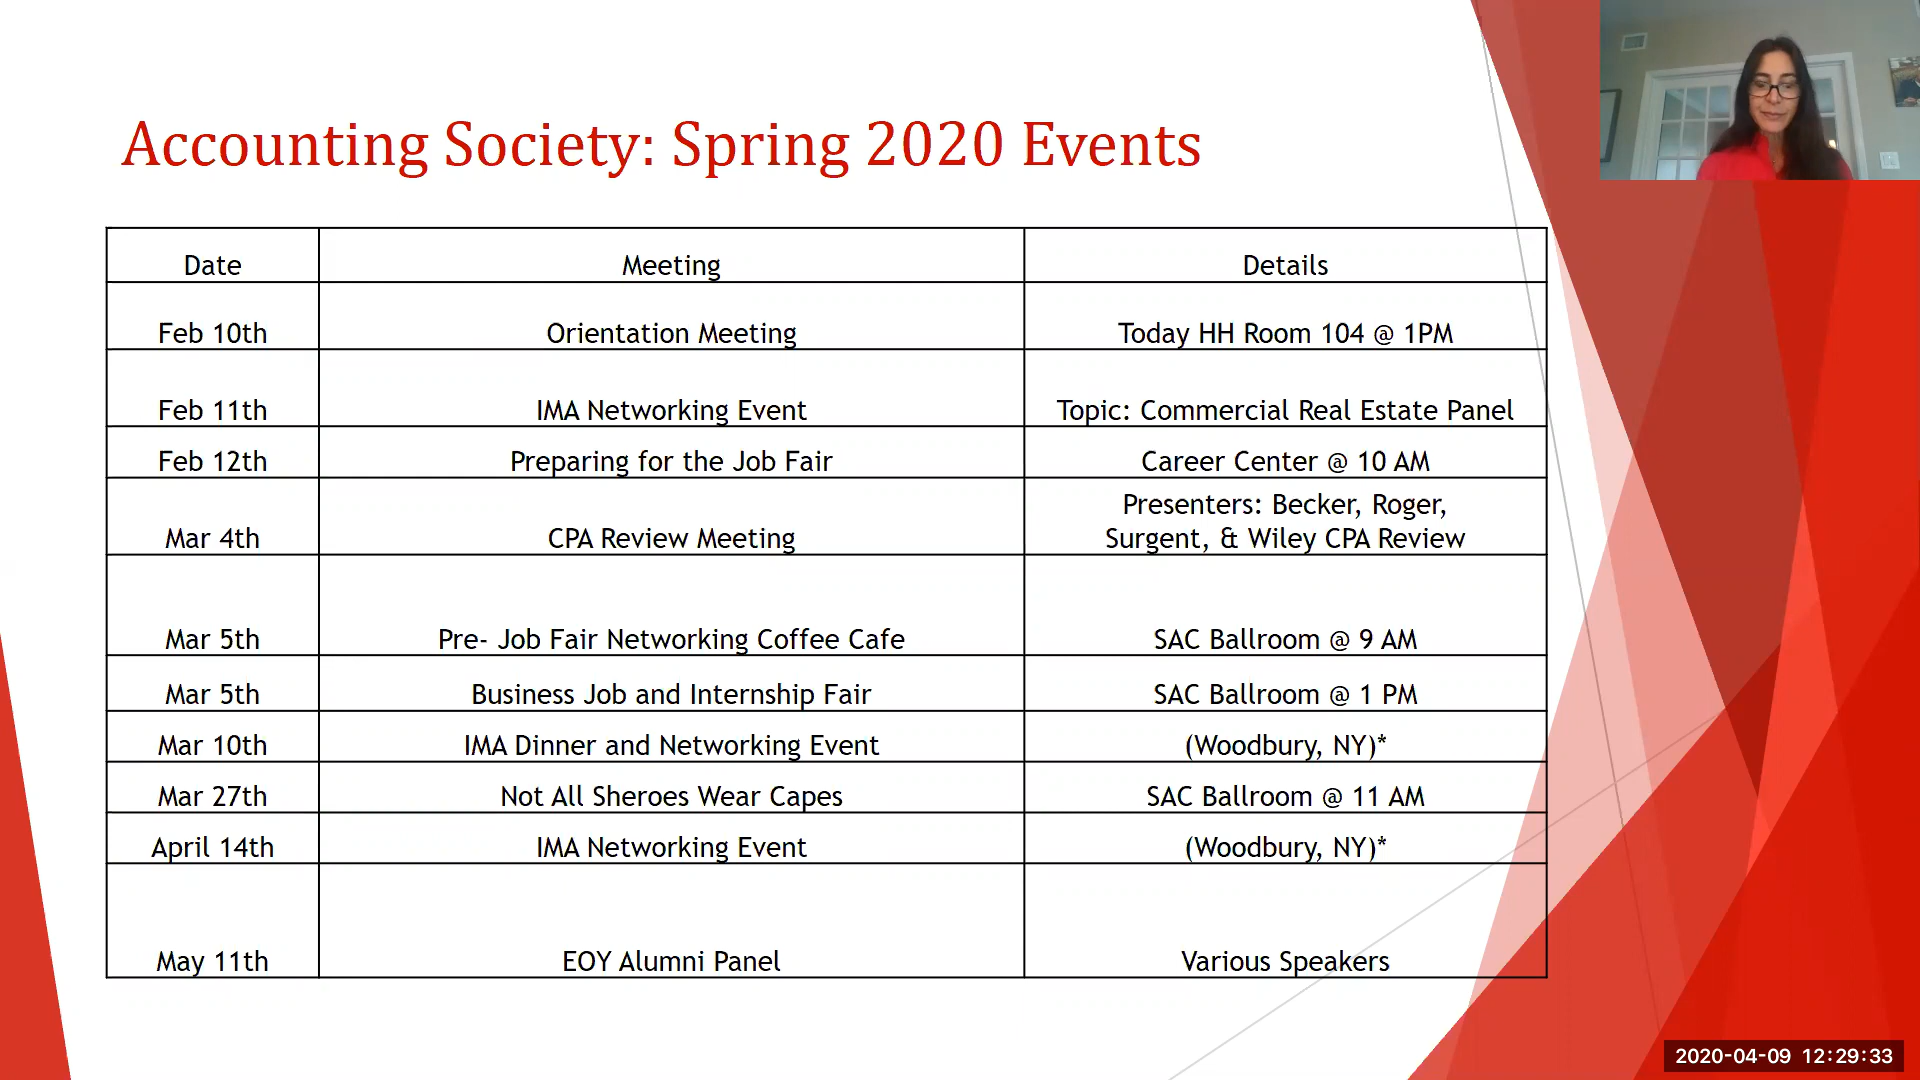 Accounting Society: Spring 2020 Events
Date Meeting Details
Feb 10th Orientation Meeting Today HH Room 104 @ 1PM
Feb 11th IMA Networking Event Topic: Commercial Real Estate Panel
Feb 12th Preparing for the Job Fair Career Center @ 10 AM
Mar 4th CPA Review Meeting Presenters: Becker, Roger,
Surgent, & Wiley CPA Review
Mar 5th Pre- Job Fair Networking Coffee Cafe SAC Ballroom @ 9 AM
Mar 5th Business Job and Internship Fair SAC Ballroom @ 1 PM
Mar 10th IMA Dinner and Networking Event (Woodbury, NY)*
Mar 27th Not All Sheroes Wear Capes SAC Ballroom @ 11 AM
April 14th IMA Networking Event (Woodbury, NY)*
May 11th EOY Alumni Panel Various Speakers
2020-04-09 12:29:33